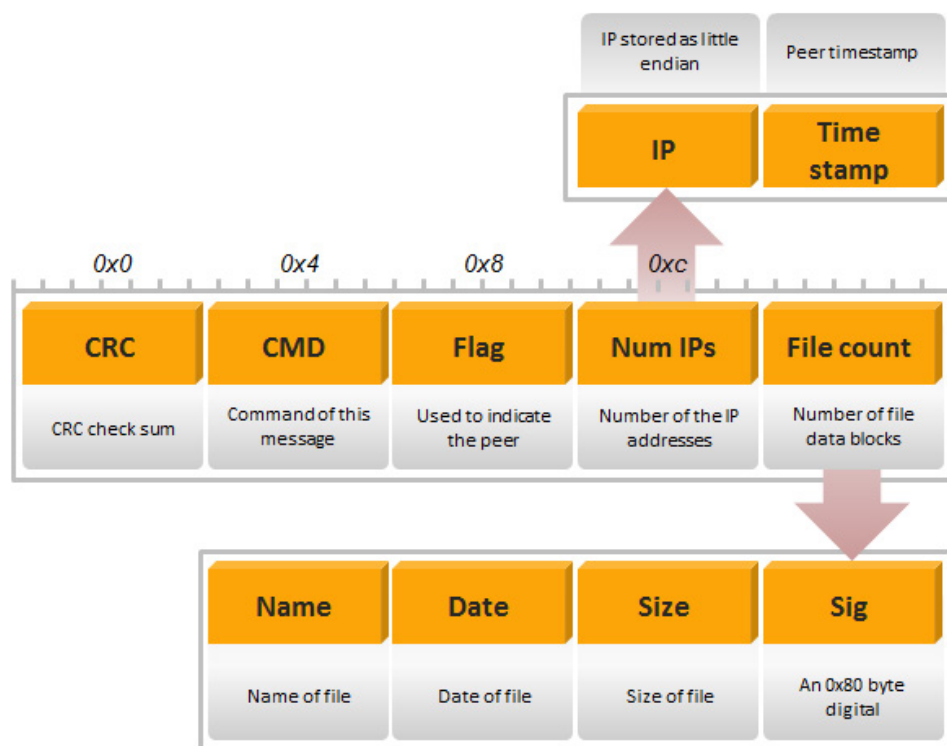 IP stored as little
endian
Peer timestamp
IP
Time
stamp
0x0
0x4
0x8
0xc
CRC
CMD
Flag
Num IPs
File count
CRC check sum
Command of this
message
Used to indicate
the peer
Number of the IP
addresses
Number of file
data blocks
Name
Date
Size
Sig
Name of file
Date of file
Size of file
An 0x80 byte
digital